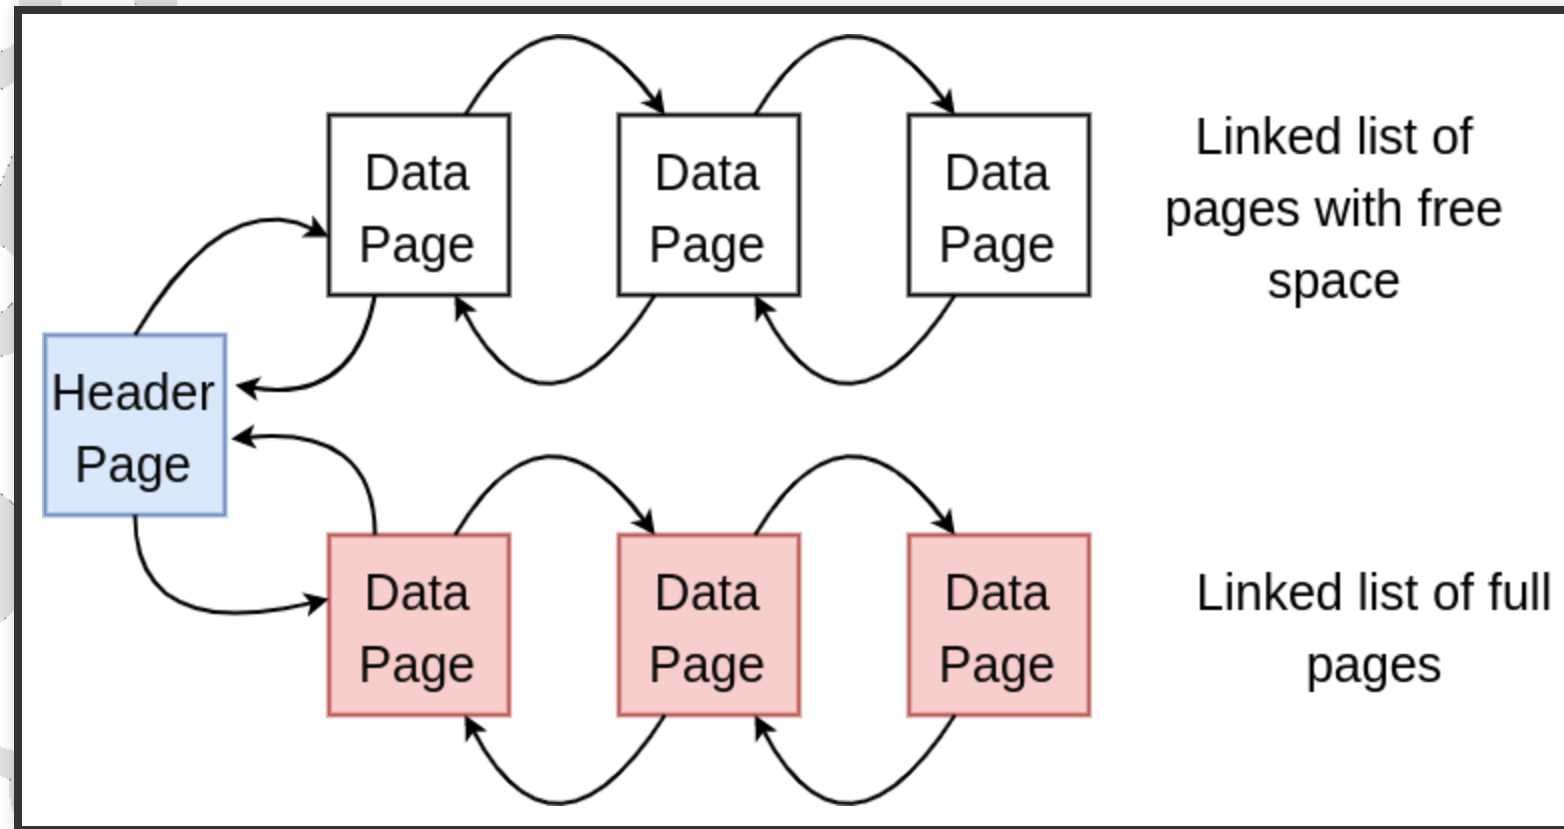 Data
Page
Data
Page
Data
Page
Linked list of
pages with free
space
Header
Page
Data
Page
Data
Page
Data
Page
Linked list of full
pages